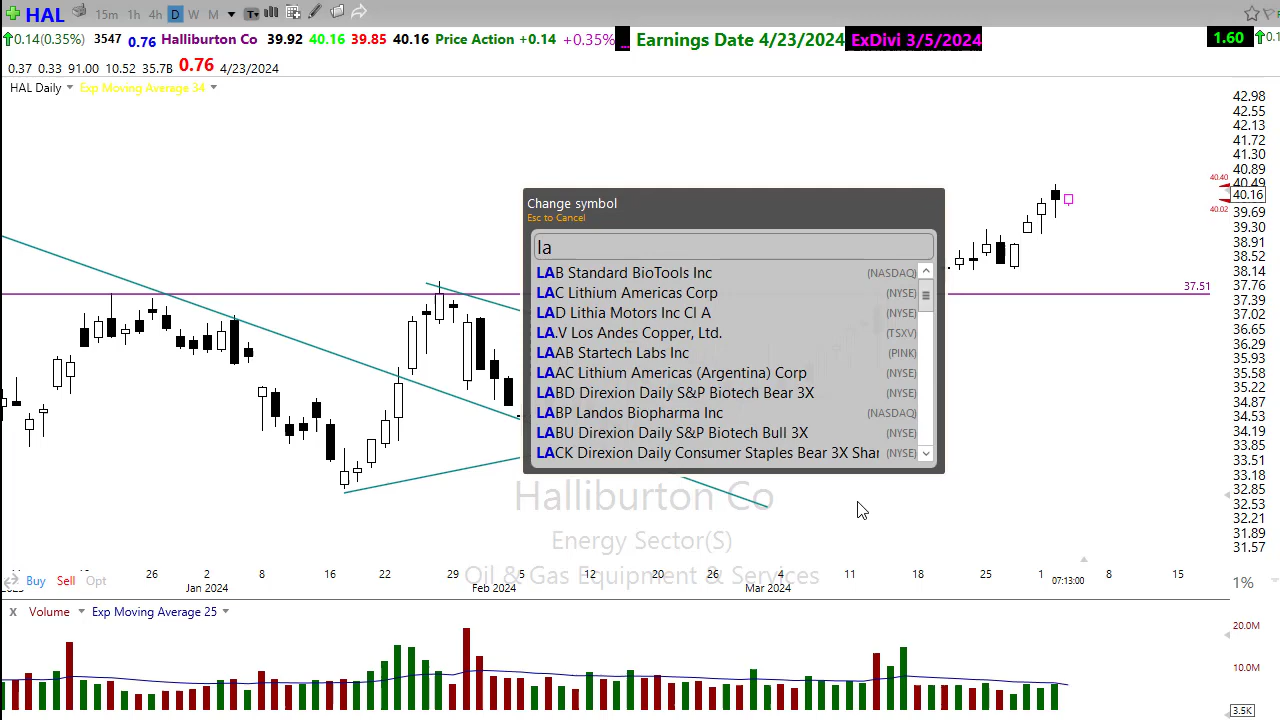 HAL 15m 1h 4h D W M T
0.14(0.35%) 3547 0.76 Halliburton Co 39.92 40.16 39.85 40.16 Price Action +0.14 +0.35% ... Earnings Date 4/23/2024 ExDivi 3/5/2024 1.60
0.37 0.33 91.00 10.52 35.7B 0.76 4/23/2024
HAL Daily Exp Moving Average 34
42.98
42.55
42.13
41.72
41.30
40.89
40.49
40.40
40.16
40.02
39.69
39.30
38.91
38.52
38.14
37.76
37.51
37.39
37.02
36.65
36.29
35.93
35.58
35.22
34.87
34.53
34.19
33.85
33.51
33.18
32.85
32.53
32.21
31.89
31.57
Change symbol
Esc to Cancel
la
LAB Standard BioTools Inc (NASDAQ)
LAC Lithium Americas Corp (NYSE)
LAD Lithia Motors Inc Cl A (NYSE)
LA.V Los Andes Copper, Ltd. (TSXV)
LAAB Startech Labs Inc (PINK)
LAAC Lithium Americas (Argentina) Corp (NYSE)
LABD Direxion Daily S&P Biotech Bear 3X (NYSE)
LABP Landos Biopharma Inc (NASDAQ)
LABU Direxion Daily S&P Biotech Bull 3X (NYSE)
LACK Direxion Daily Consumer Staples Bear 3X Shar (NYSE)
Halliburton Co
Energy Sector(S)
Oil & Gas Equipment & Services
26 2 8 16 22 29 5 12 20 26 4 11 18 25 1 8 15
Jan 2024 Feb 2024 Mar 2024 07:13:00
Buy Sell Opt 1%
X Volume Exp Moving Average 25
20.0M
10.0M
3.5K